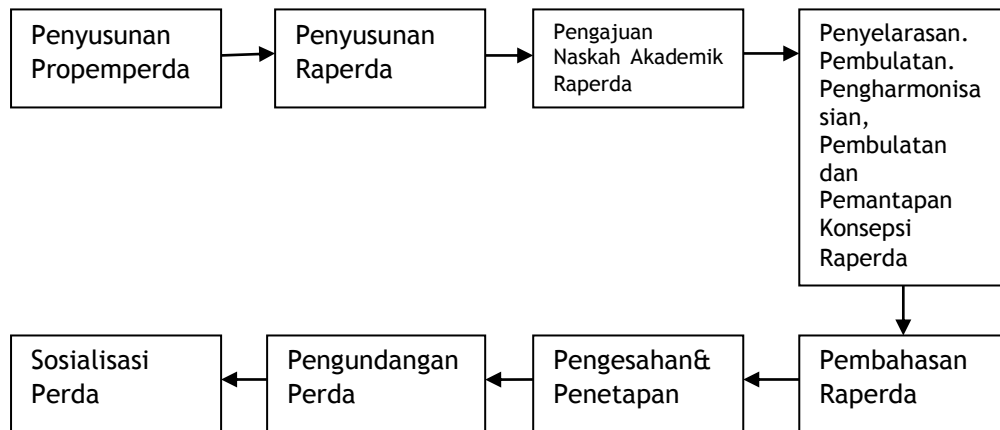 Penyusunan
Propemperda
Penyusunan
Raperda
Pengajuan
Naskah Akademik
Raperda
Penyelarasan.
Pembulatan.
Pengharmonisa
sian,
Pembulatan
dan
Pemantapan
Konsepsi
Raperda
Pembahasan
Raperda
Pengesahan&
Penetapan
Pengundangan
Perda
Sosialisasi
Perda